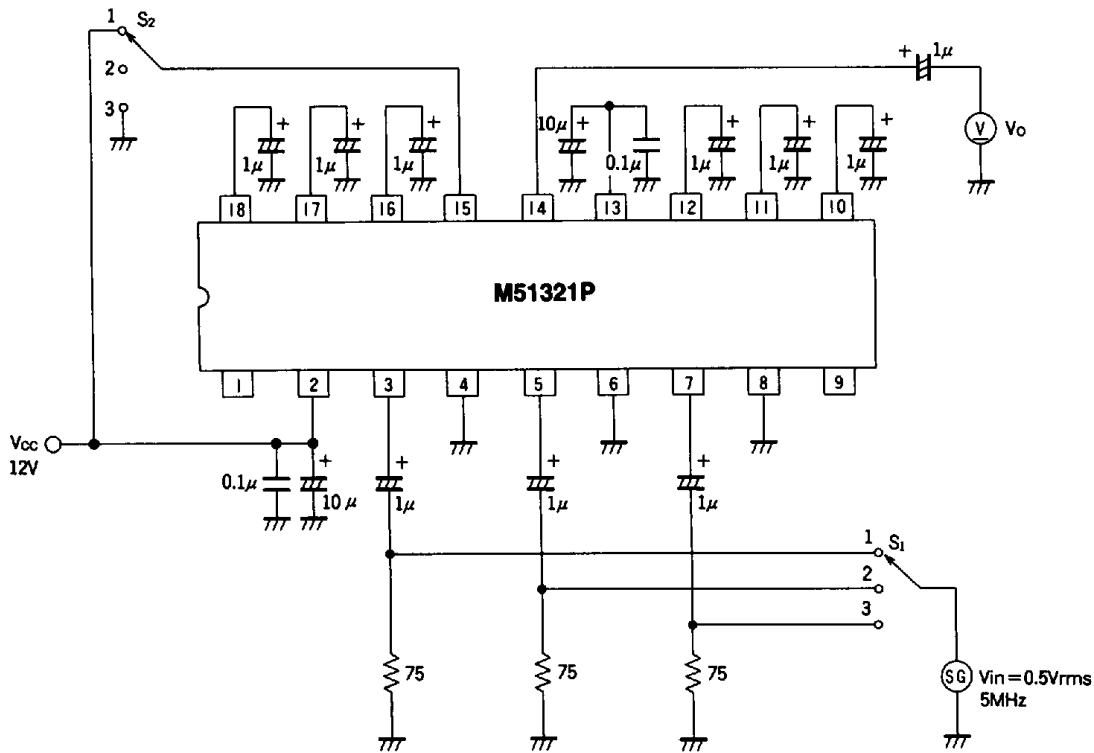 1 S2
2
3
+ 1μ
+ 1μ
+ 1μ
10μ +
0.1μ
+ 1μ
+ 1μ
+ 1μ
+ 1μ
V Vo
18 17 16 15 14 13 12 11 10
M51321P
1 2 3 4 5 6 7 8 9
Vcc
12V
0.1μ
+ 10μ
+ 1μ
+ 1μ
+ 1μ
1 S1
2
3
75
75
75
SG Vin=0.5Vrms
5MHz